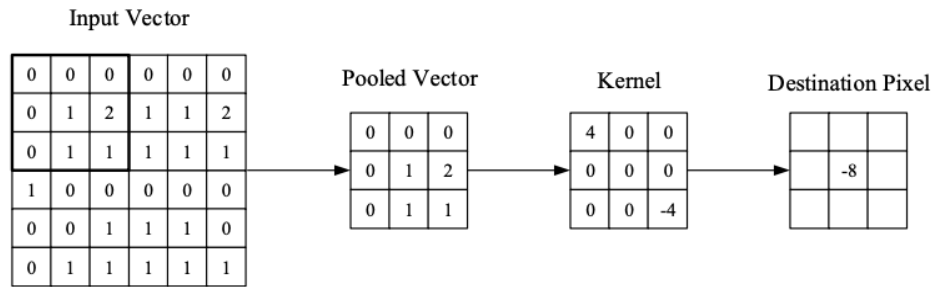 Input Vector
Pooled Vector
Kernel
Destination Pixel
0 0 0 0 0 0
0 1 2 1 1 2
0 1 1 1 1 1
1 0 0 0 0 0
0 0 1 1 1 0
0 1 1 1 1 1
0 0 0
0 1 2
0 1 1
4 0 0
0 0 0
0 0 -4
-8